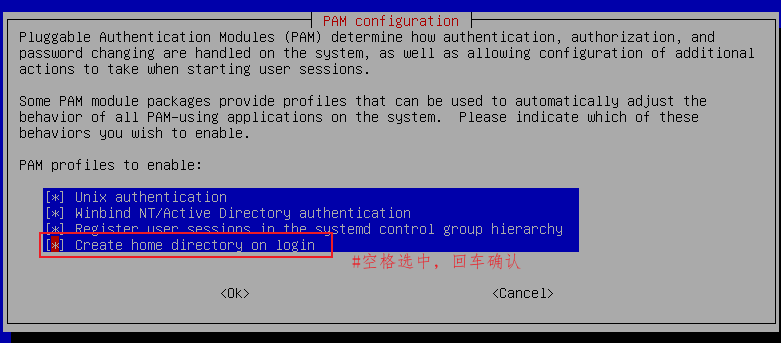 PAM configuration
Pluggable Authentication Modules (PAM) determine how authentication, authorization, and
password changing are handled on the system, as well as allowing configuration of additional
actions to take when starting user sessions.
Some PAM module packages provide profiles that can be used to automatically adjust the
behavior of all PAM-using applications on the system.  Please indicate which of these
behaviors you wish to enable.
PAM profiles to enable:
[*] Unix authentication
[*] Winbind NT/Active Directory authentication
[*] Register user sessions in the systemd control group hierarchy
[*] Create home directory on login
#空格选中，回车确认
<Ok> <Cancel>